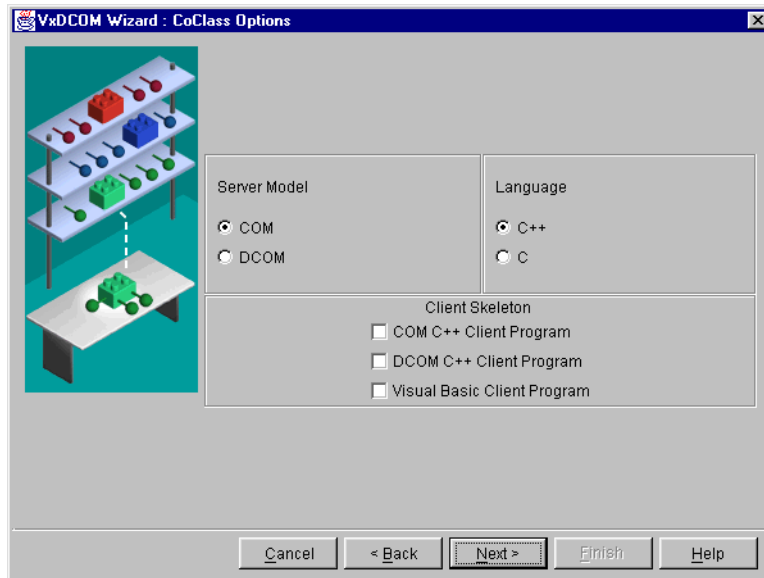 VxDCOM Wizard : CoClass Options
Server Model
COM
DCOM
Language
C++
C
Client Skeleton
COM C++ Client Program
DCOM C++ Client Program
Visual Basic Client Program
Cancel
< Back
Next >
Finish
Help